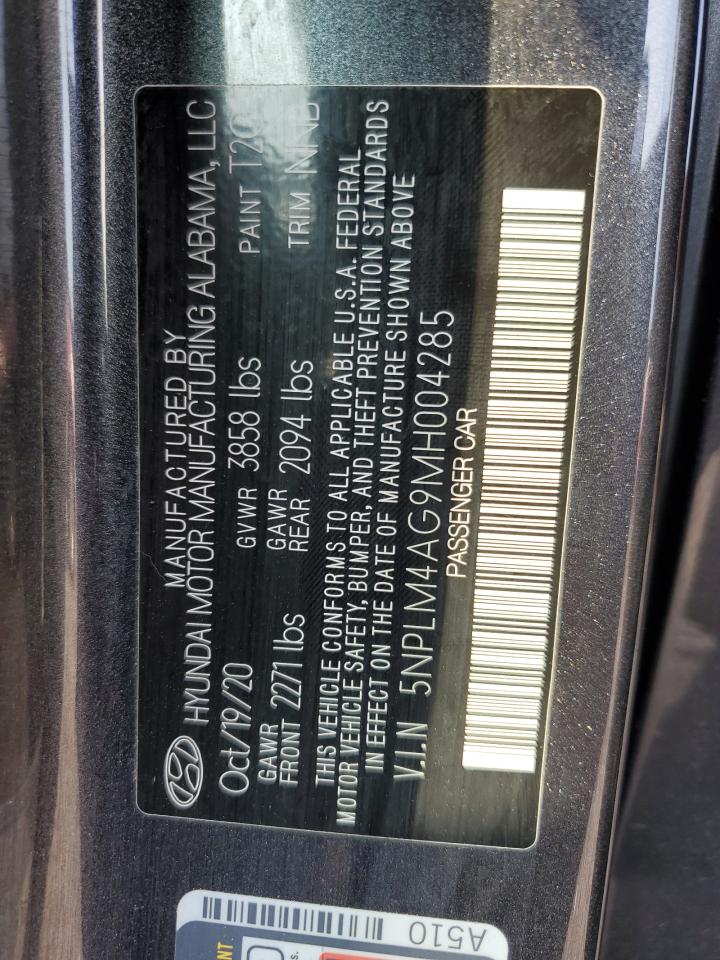 MANUFACTURED BY
HYUNDAI MOTOR MANUFACTURING ALABAMA, LLC
Oct/19/20 GVWR 3858 lbs PAINT
GAWR FRONT 2271 lbs GAWR REAR 2094 lbs TRIM NNB
THIS VEHICLE CONFORMS TO ALL APPLICABLE U.S.A. FEDERAL
MOTOR VEHICLE SAFETY, BUMPER, AND THEFT PREVENTION STANDARDS
IN EFFECT ON THE DATE OF MANUFACTURE SHOWN ABOVE
V.I.N 5NPLM4AG9MH004285
PASSENGER CAR
A510